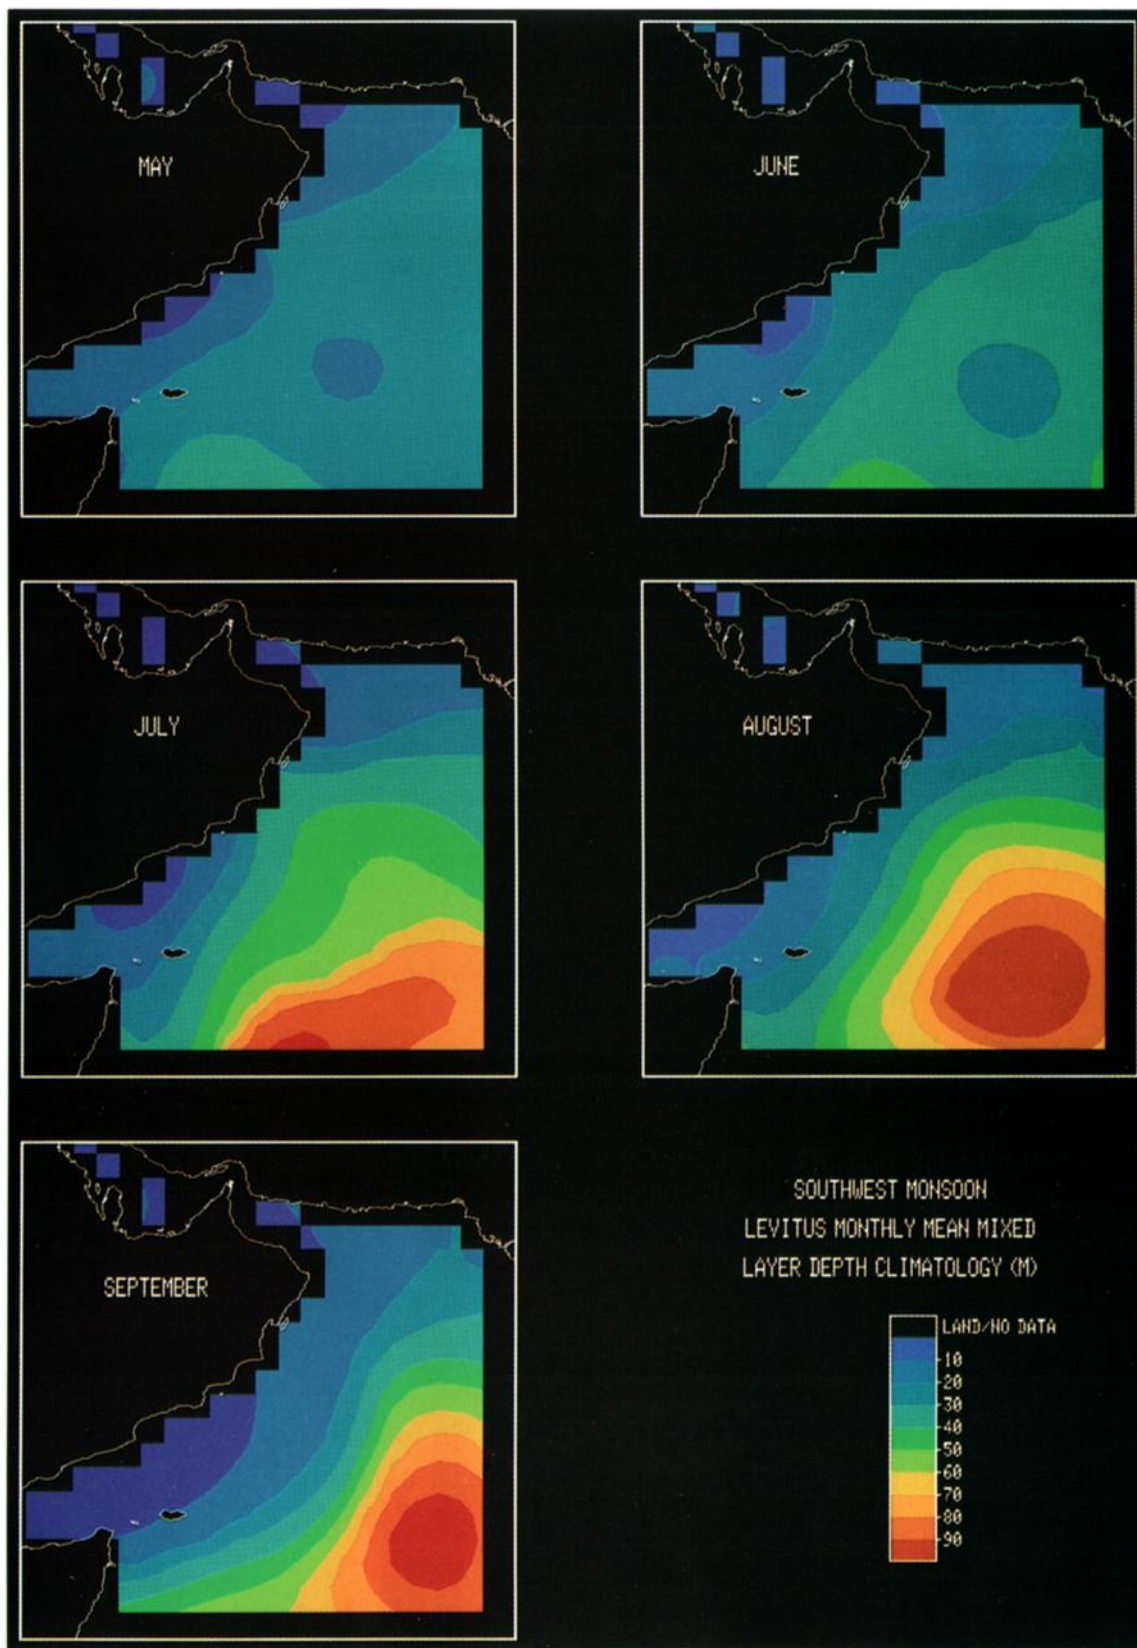 MAY
JUNE
JULY
AUGUST
SEPTEMBER
SOUTHWEST MONSOON
LEVITUS MONTHLY MEAN MIXED
LAYER DEPTH CLIMATOLOGY (M)
LAND/NO DATA
10
20
30
40
50
60
70
80
90